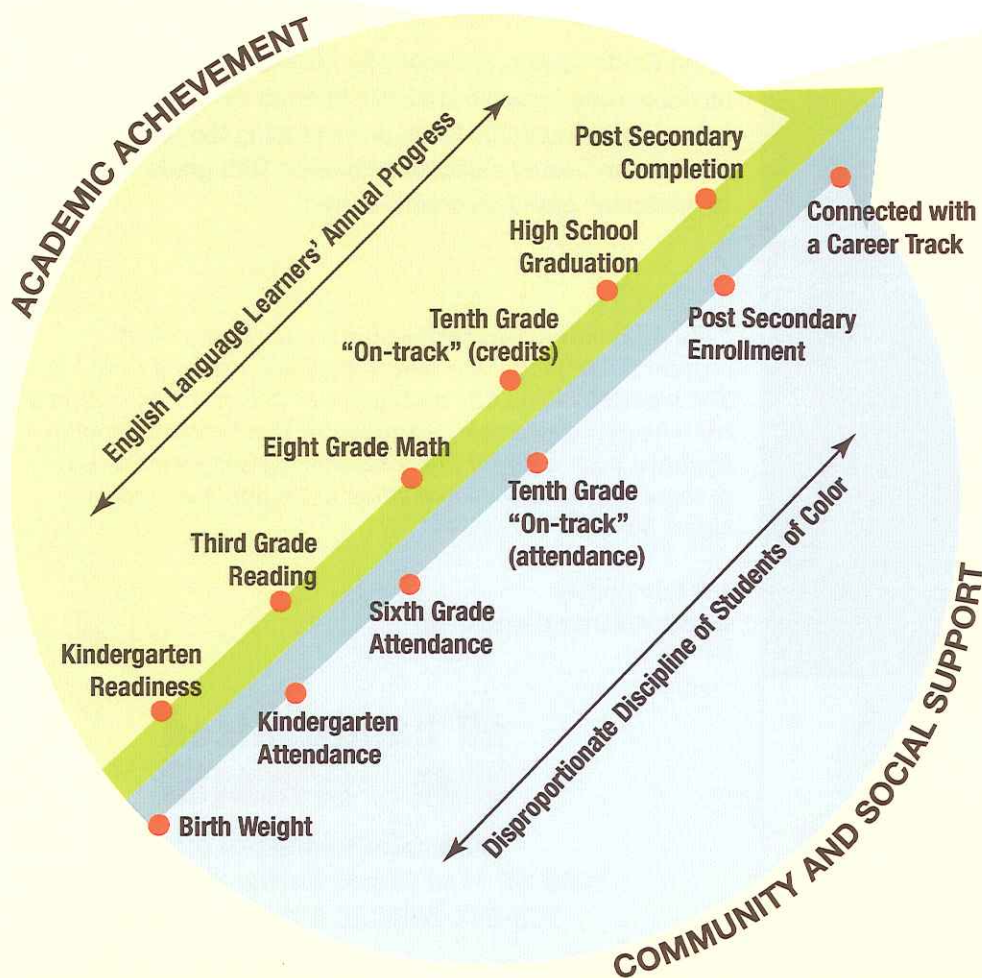 ACADEMIC ACHIEVEMENT
English Language Learners' Annual Progress
Post Secondary
Completion
High School
Graduation
Tenth Grade
“On-track” (credits)
Eight Grade Math
Third Grade
Reading
Kindergarten
Readiness
Connected with
a Career Track
Post Secondary
Enrollment
Tenth Grade
“On-track”
(attendance)
Sixth Grade
Attendance
Kindergarten
Attendance
Birth Weight
Disproportionate Discipline of Students of Color
COMMUNITY AND SOCIAL SUPPORT